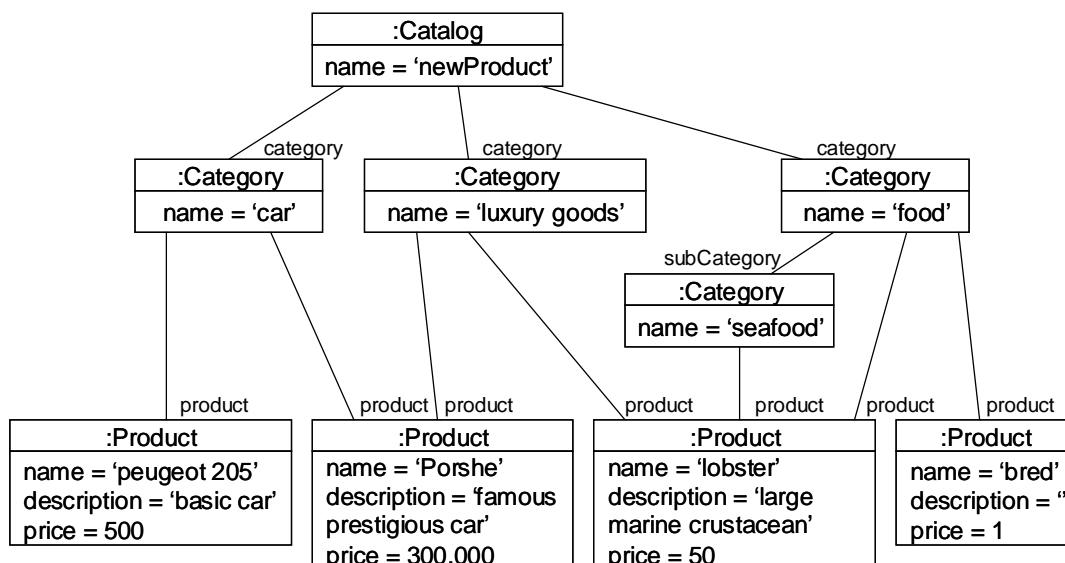 :Catalog
name = ‘newProduct’
category
category
category
:Category
name = ‘car’
:Category
name = ‘luxury goods’
:Category
name = ‘food’
subCategory
:Category
name = ‘seafood’
product
product
product
product
product
product
product
:Product
name = ‘peugeot 205’
description = ‘basic car’
price = 500
:Product
name = ‘Porshe’
description = ‘famous
prestigious car’
price = 300.000
:Product
name = ‘lobster’
description = ‘large
marine crustacean’
price = 50
:Product
name = ‘bred’
description = ‘’
price = 1